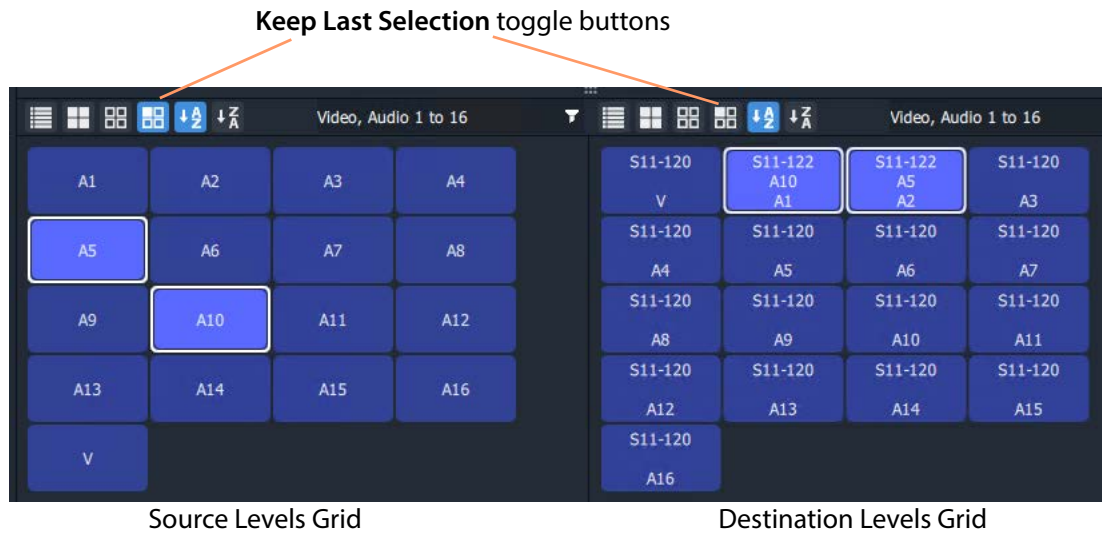 Keep Last Selection toggle buttons
Video, Audio 1 to 16
A1 A2 A3 A4
A5 A6 A7 A8
A9 A10 A11 A12
A13 A14 A15 A16
V
Source Levels Grid
Video, Audio 1 to 16
S11-120 S11-122 S11-122 S11-120
A10 A5
V A1 A2 A3
S11-120 S11-120 S11-120 S11-120
A4 A5 A6 A7
S11-120 S11-120 S11-120 S11-120
A8 A9 A10 A11
S11-120 S11-120 S11-120 S11-120
A12 A13 A14 A15
S11-120
A16
Destination Levels Grid